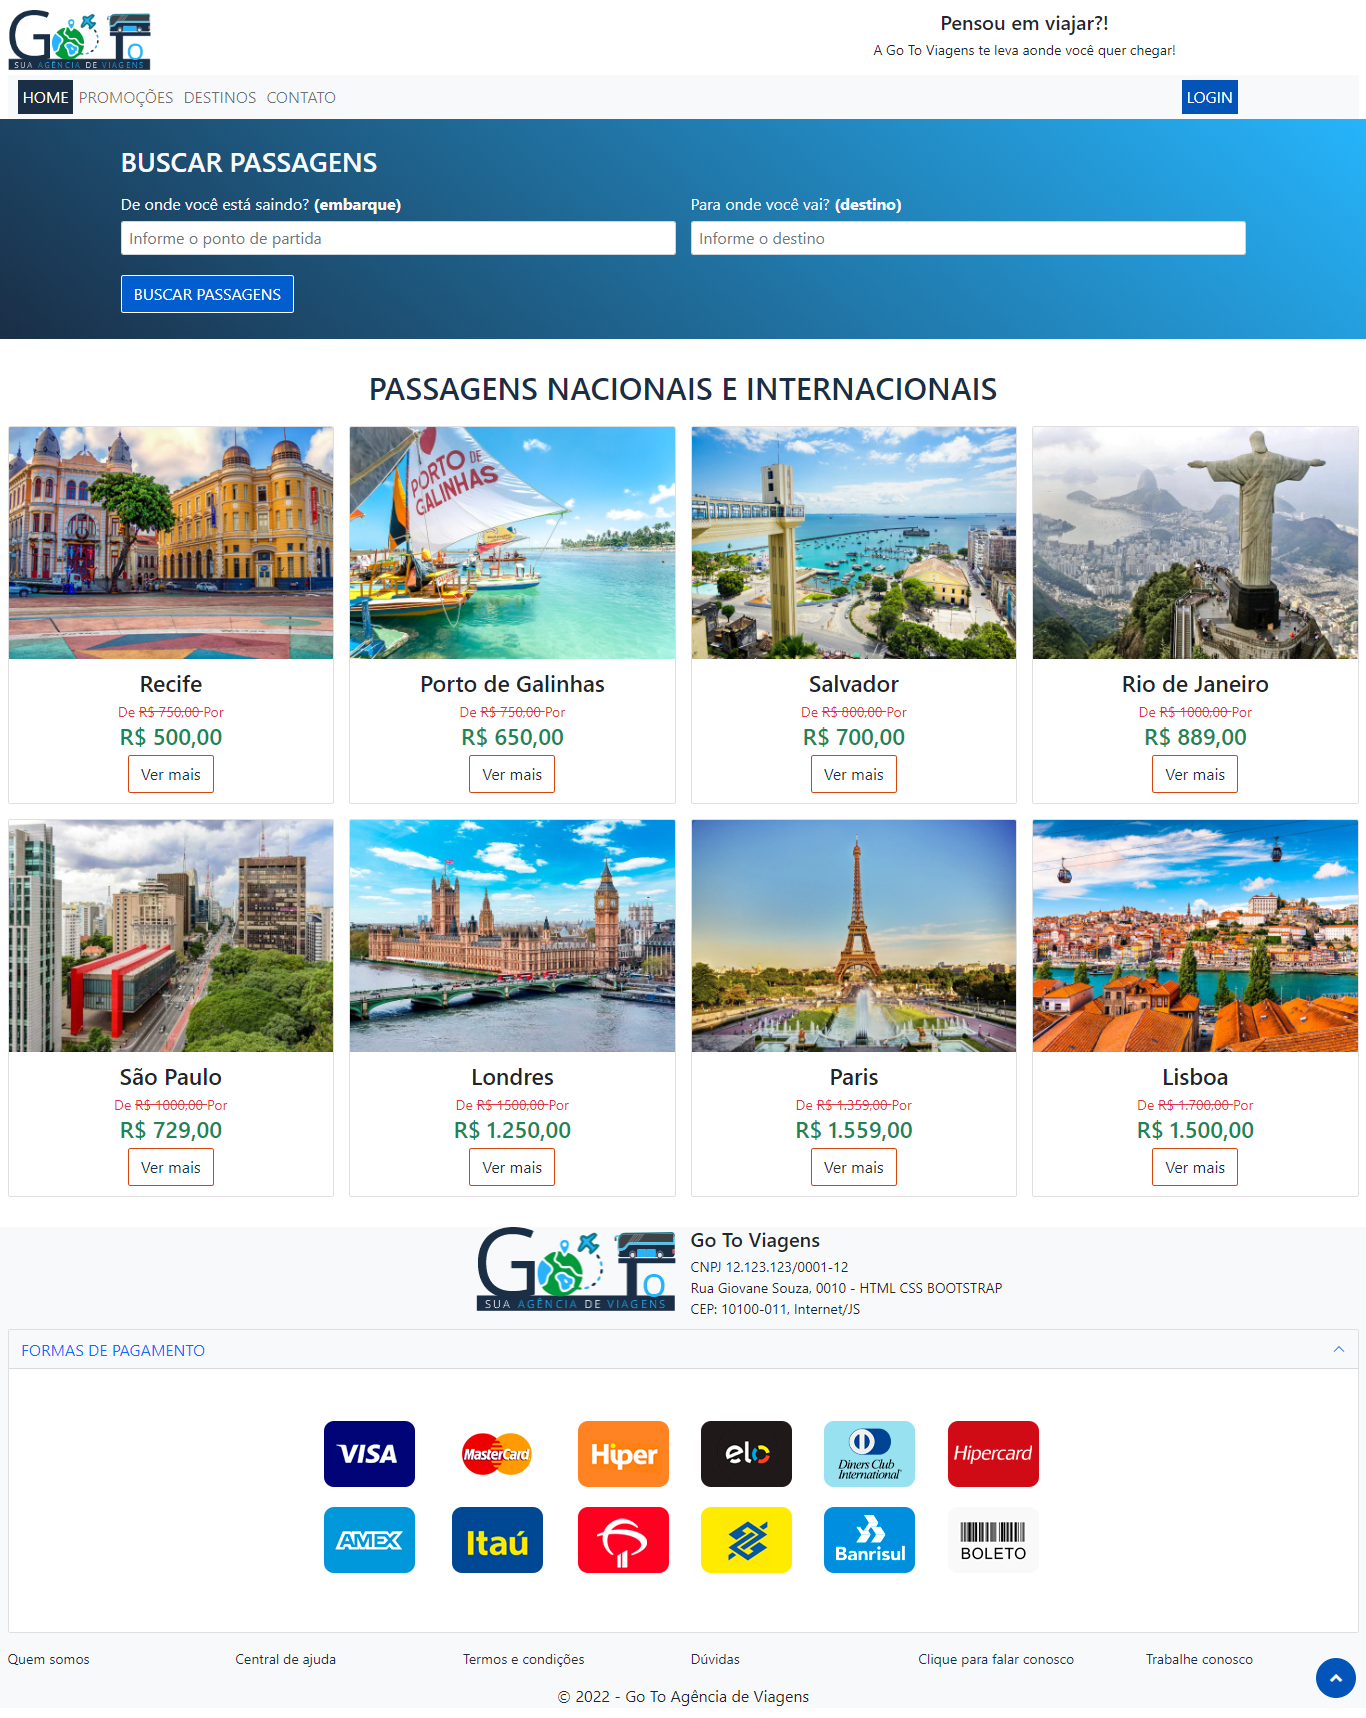 Go To
SUA AGÊNCIA DE VIAGENS
Pensou em viajar?!
A Go To Viagens te leva aonde você quer chegar!
HOME PROMOÇÕES DESTINOS CONTATO LOGIN
BUSCAR PASSAGENS
De onde você está saindo? (embarque) Para onde você vai? (destino)
Informe o ponto de partida Informe o destino
BUSCAR PASSAGENS
PASSAGENS NACIONAIS E INTERNACIONAIS
PORTO DE
GALINHAS
Recife Porto de Galinhas Salvador Rio de Janeiro
De R$ 750,00 Por De R$ 750,00 Por De R$ 800,00 Por De R$ 1000,00 Por
R$ 500,00 R$ 650,00 R$ 700,00 R$ 889,00
Ver mais Ver mais Ver mais Ver mais
São Paulo Londres Paris Lisboa
De R$ 1000,00 Por De R$ 1500,00 Por De R$ 1.359,00 Por De R$ 1.700,00 Por
R$ 729,00 R$ 1.250,00 R$ 1.559,00 R$ 1.500,00
Ver mais Ver mais Ver mais Ver mais
Go To
SUA AGÊNCIA DE VIAGENS
Go To Viagens
CNPJ 12.123.123/0001-12
Rua Giovane Souza, 0010 - HTML CSS BOOTSTRAP
CEP: 10100-011, Internet/JS
FORMAS DE PAGAMENTO
VISA MasterCard Hiper elo Diners Club International Hipercard
AMEX Itaú Banrisul BOLETO
Quem somos Central de ajuda Termos e condições Dúvidas Clique para falar conosco Trabalhe conosco
© 2022 - Go To Agência de Viagens